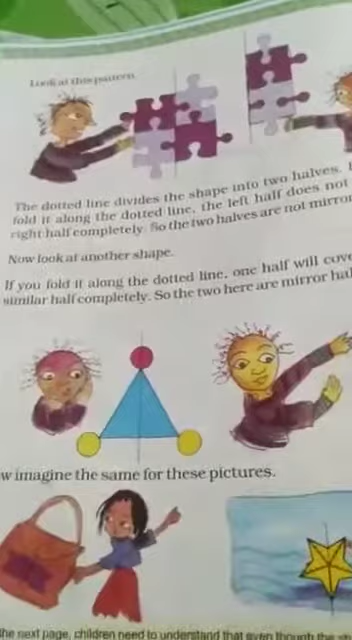 Look at this pattern.
The dotted line divides the shape into two halves.
fold it along the dotted line, the left half does not
right half completely. So the two halves are not mirror
Now look at another shape.
If you fold it along the dotted line, one half will
similar half completely. So the two here are mirror
w imagine the same for these pictures.
the next page, children need to understand that even though the